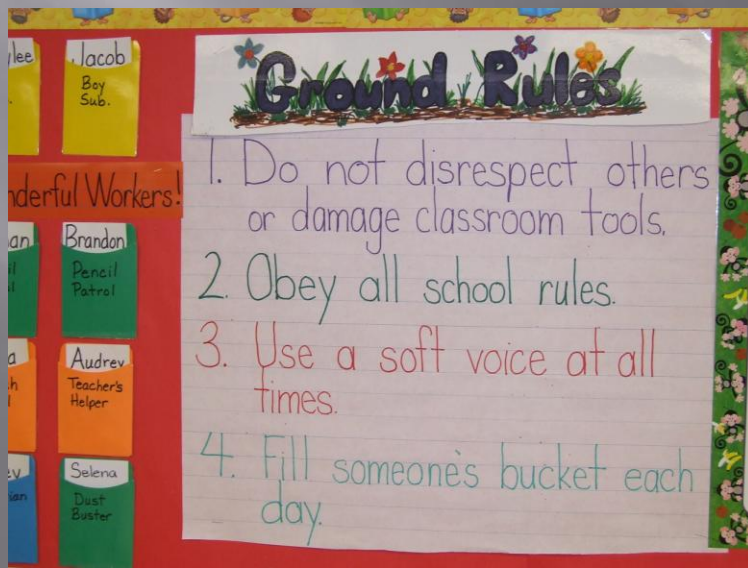 Jacob
Boy
Sub.
Wonderful Workers!
Brandon
Pencil
Patrol
Audrey
Teacher's
Helper
Selena
Dust
Buster
Ground Rules
1. Do not disrespect others
or damage classroom tools.
2. Obey all school rules.
3. Use a soft voice at all
times.
4. Fill someone's bucket each
day.